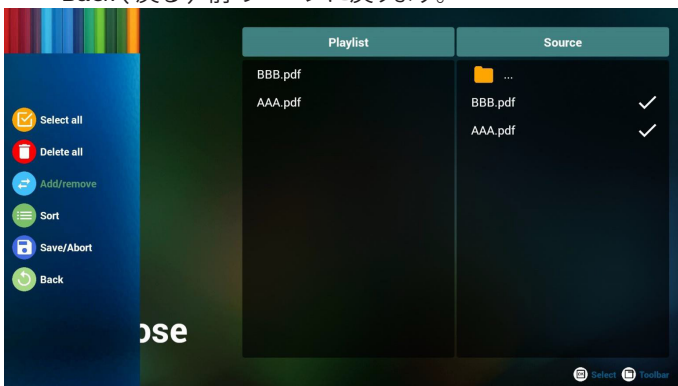 Playlist
Source
BBB.pdf
AAA.pdf
...
BBB.pdf
AAA.pdf
Select all
Delete all
Add/remove
Sort
Save/Abort
Back
ose
Select
Toolbar